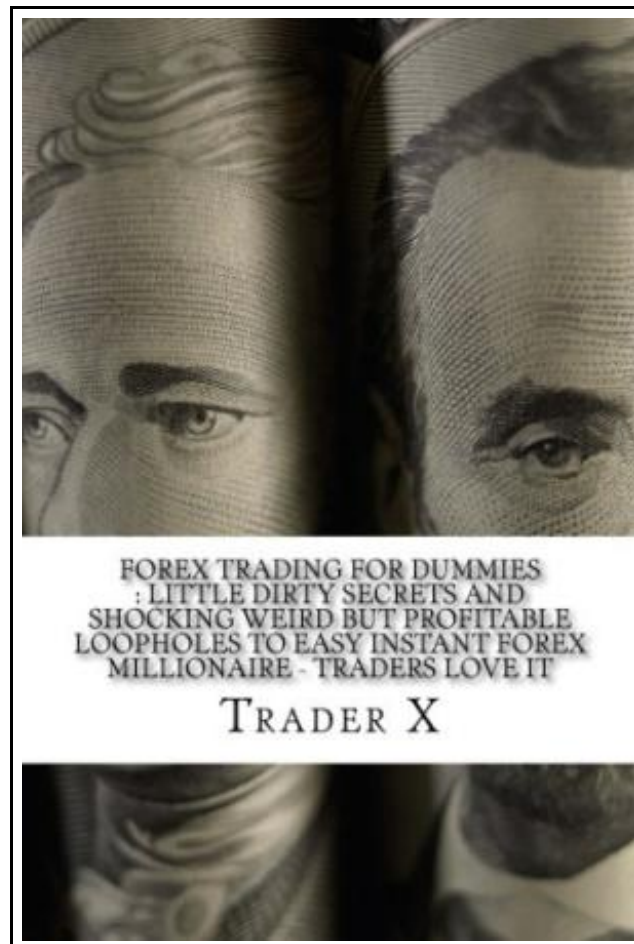 FOREX TRADING FOR DUMMIES
: LITTLE DIRTY SECRETS AND
SHOCKING WEIRD BUT PROFITABLE
LOOPHOLES TO EASY INSTANT FOREX
MILLIONAIRE - TRADERS LOVE IT
TRADER X